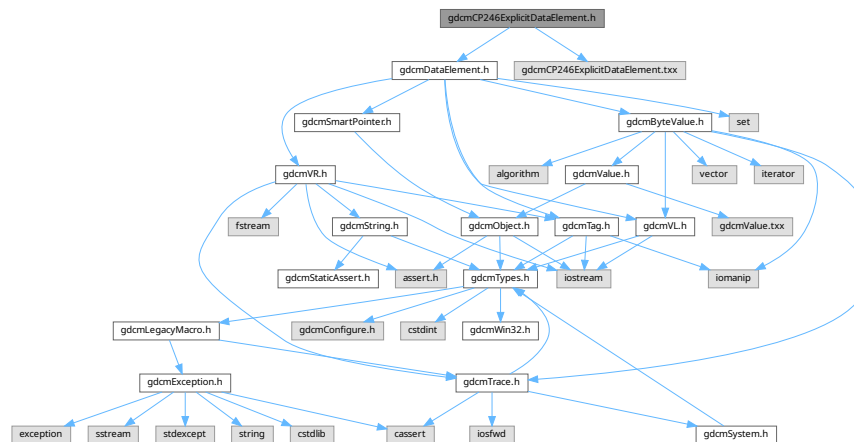 gdcmCP246ExplicitDataElement.h
gdcmDataElement.h
gdcmCP246ExplicitDataElement.txx
gdcmSmartPointer.h
gdcmByteValue.h
set
gdcmVR.h
algorithm
gdcmValue.h
vector
iterator
fstream
gdcmString.h
gdcmObject.h
gdcmTag.h
gdcmVL.h
gdcmValue.txx
gdcmStaticAssert.h
assert.h
gdcmTypes.h
iostream
iomanip
gdcmLegacyMacro.h
gdcmConfigure.h
cstdint
gdcmWin32.h
gdcmException.h
gdcmTrace.h
exception
sstream
stdexcept
string
cstdlib
cassert
iosfwd
gdcmSystem.h